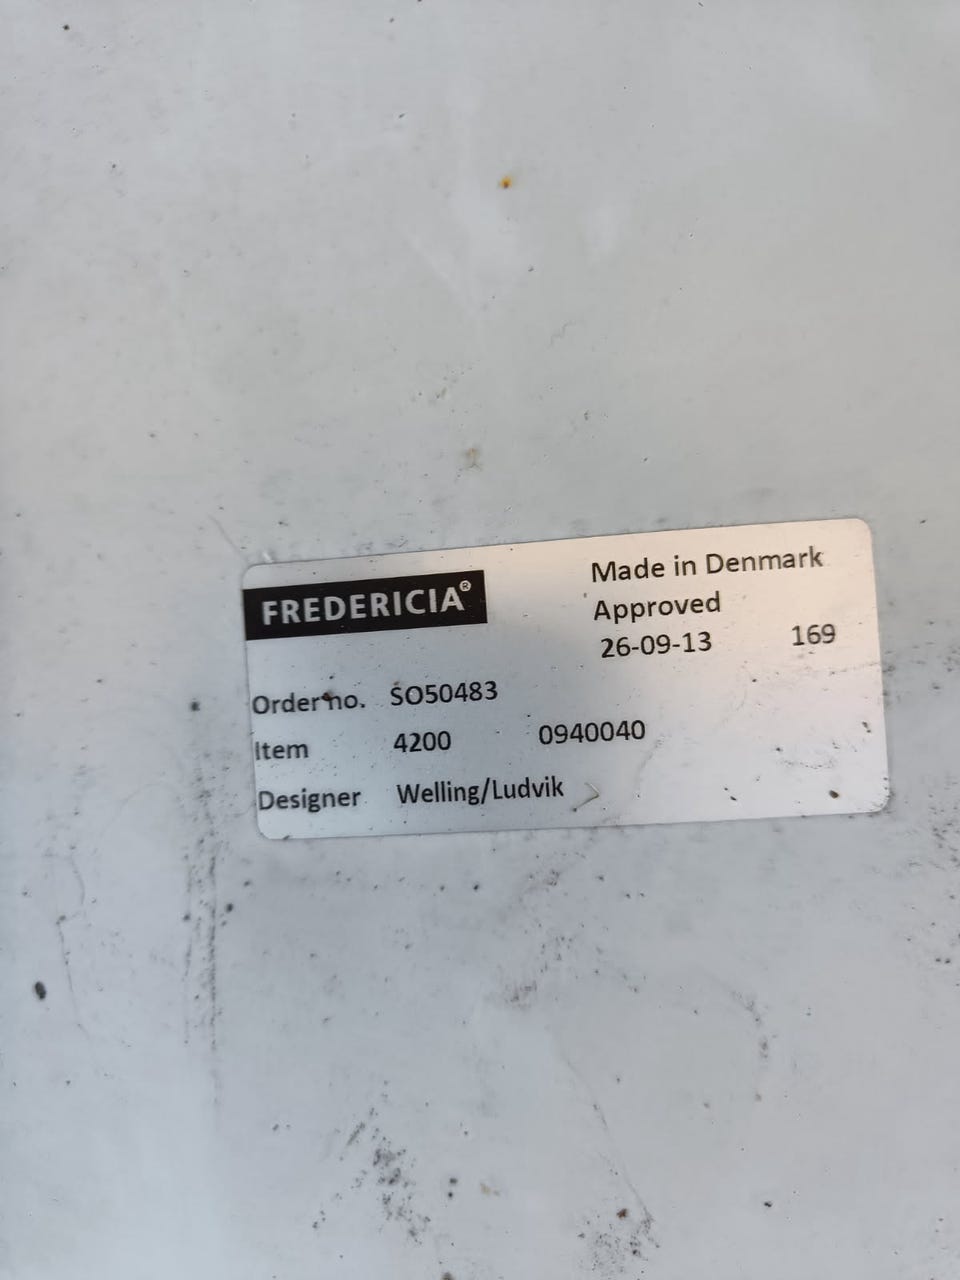 FREDERICIA®
Made in Denmark
Approved
26-09-13 169
Order no. SO50483
Item 4200 0940040
Designer Welling/Ludvik